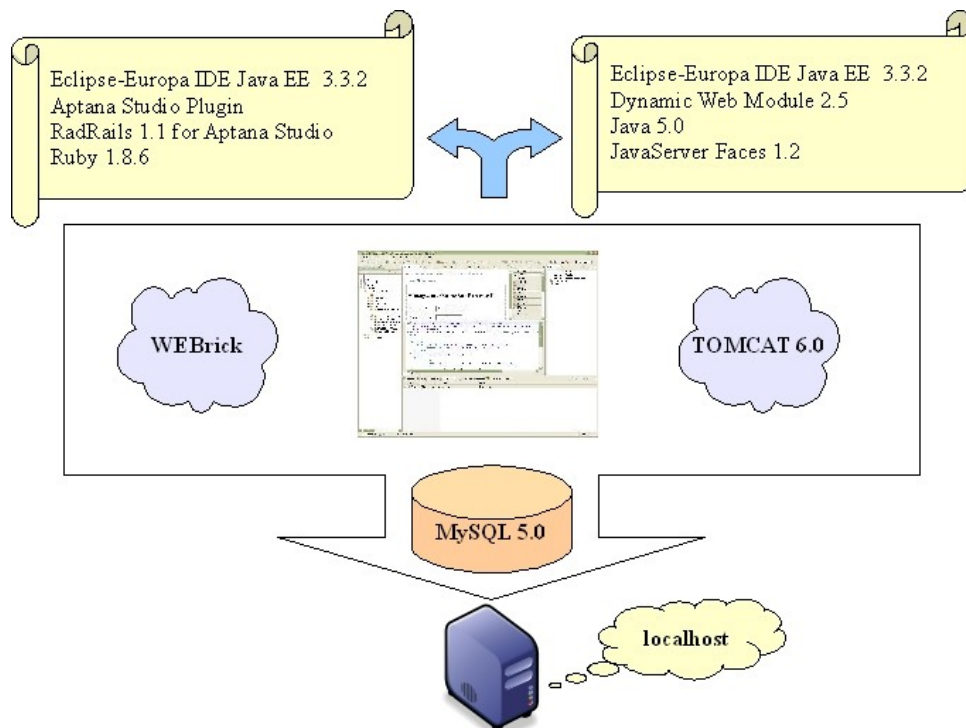 Eclipse-Europa IDE Java EE 3.3.2
Aptana Studio Plugin
RadRails 1.1 for Aptana Studio
Ruby 1.8.6
Eclipse-Europa IDE Java EE 3.3.2
Dynamic Web Module 2.5
Java 5.0
JavaServer Faces 1.2
WEBrick
TOMCAT 6.0
MySQL 5.0
localhost